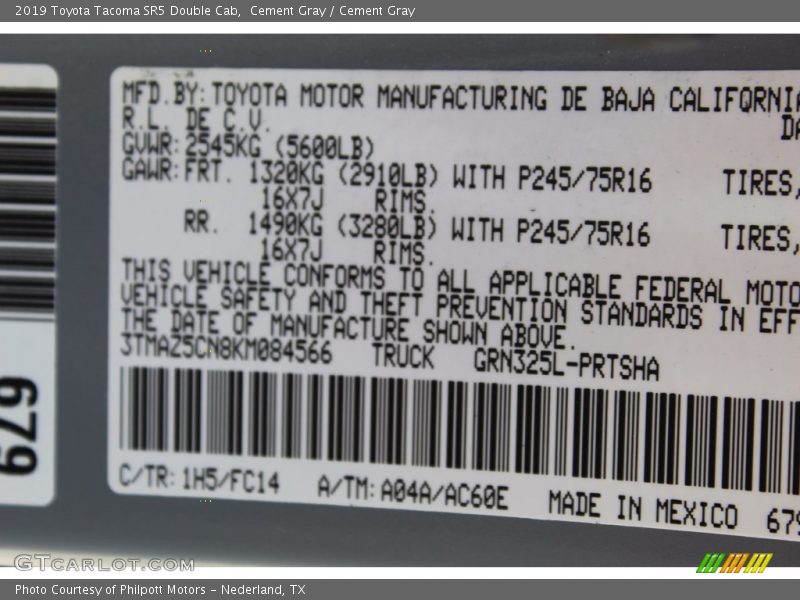 2019 Toyota Tacoma SR5 Double Cab,  Cement Gray / Cement Gray
MFD.BY:TOYOTA MOTOR MANUFACTURING DE BAJA CALIFORNIA
R.L. DE C.V. DA
GVWR:2545KG (5600LB)
GAWR:FRT. 1320KG (2910LB) WITH P245/75R16 TIRES,
16X7J RIMS,
RR. 1490KG (3280LB) WITH P245/75R16 TIRES,
16X7J RIMS.
THIS VEHICLE CONFORMS TO ALL APPLICABLE FEDERAL MOTO
VEHICLE SAFETY AND THEFT PREVENTION STANDARDS IN EFF
THE DATE OF MANUFACTURE SHOWN ABOVE.
3TMAZ5CN8KM084566 TRUCK GRN325L-PRTSHA
C/TR:1H5/FC14 A/TM:A04A/AC60E MADE IN MEXICO 679
679
GTCARLOT.COM
Photo Courtesy of Philpott Motors - Nederland, TX